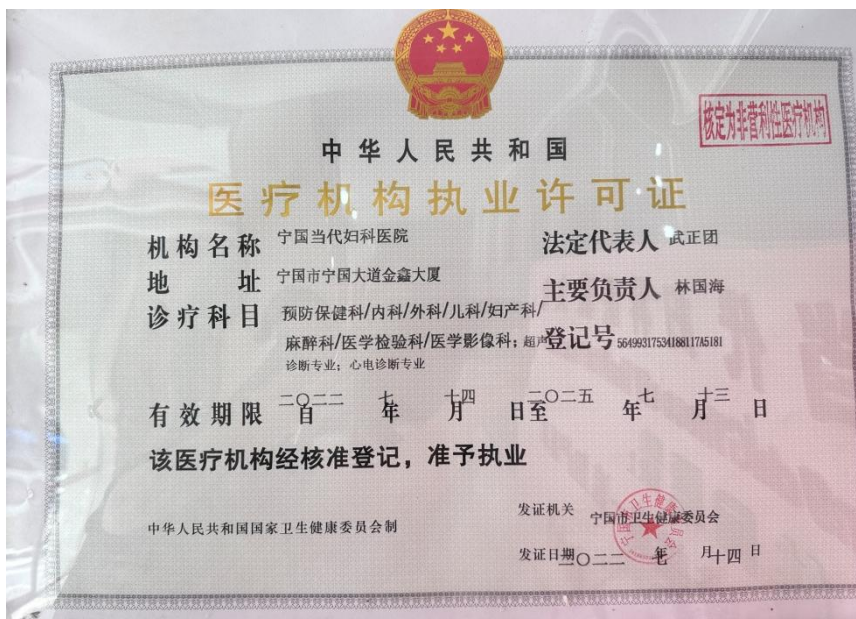 核定为非营利性医疗机构
中华人民共和国
医疗机构执业许可证
机构名称 宁国当代妇科医院 法定代表人 武正团
地址 宁国市宁国大道金鑫大厦 主要负责人 林国海
诊疗科目 预防保健科/内科/外科/儿科/妇产科/
麻醉科/医学检验科/医学影像科；超声 登记号 56499317534188117A5181
诊断专业；心电诊断专业
有效期限 自二〇二二年七月十四日至二〇二五年七月十三日
该医疗机构经核准登记，准予执业
中华人民共和国国家卫生健康委员会制
发证机关 宁国市卫生健康委员会
发证日期二〇二二年七月十四日